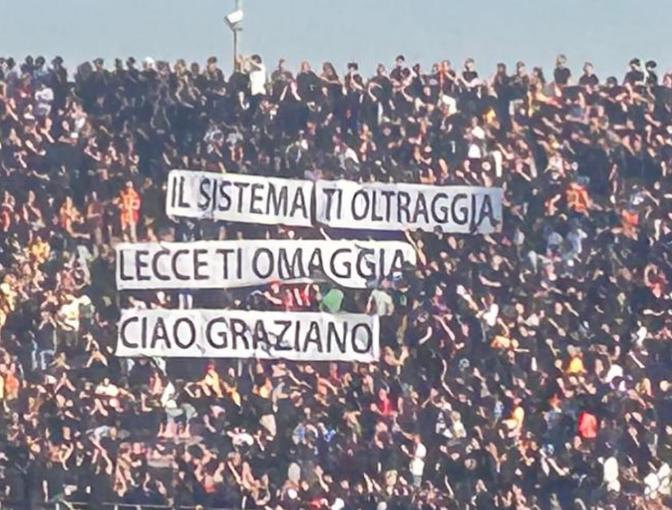 IL SISTEMA TI OLTRAGGIA
LECCE TI OMAGGIA
CIAO GRAZIANO